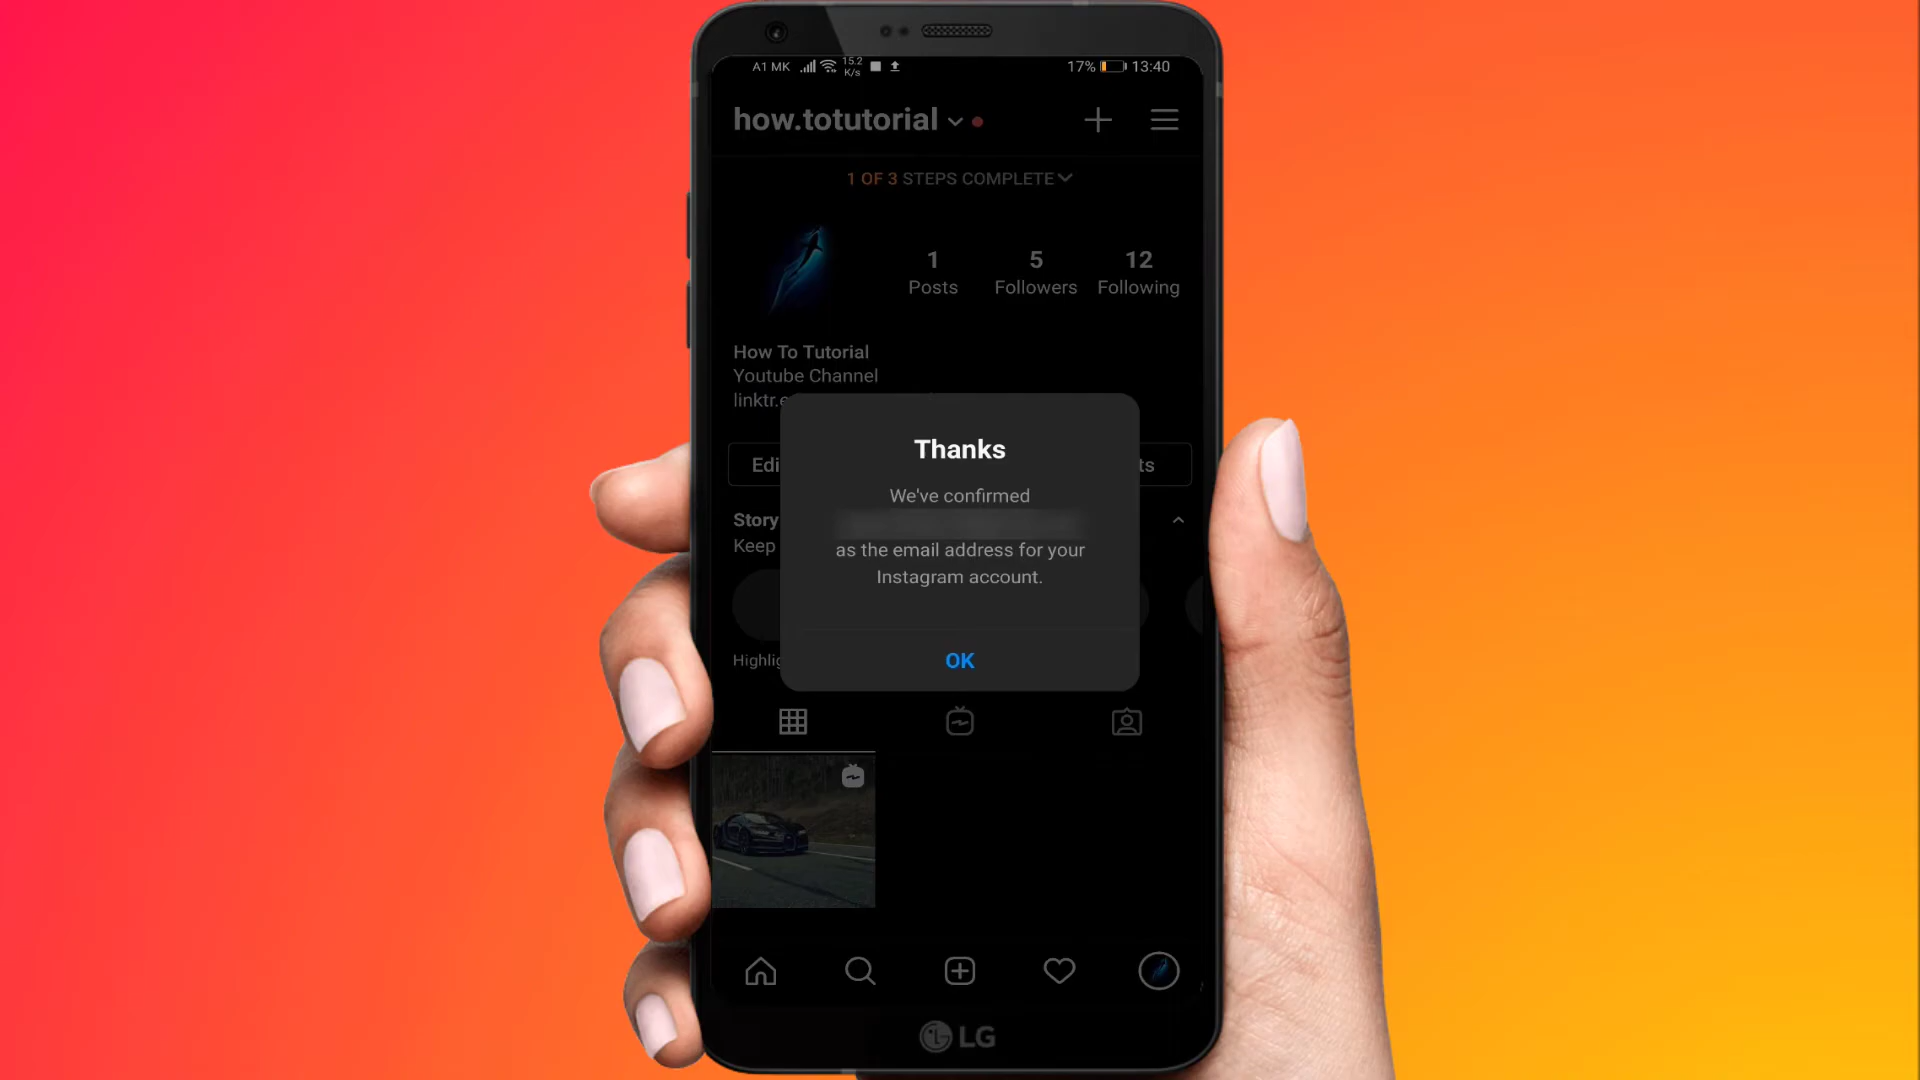 A1 MK 15.2 K/s 17% 13:40
how.totutorial
1 OF 3 STEPS COMPLETE
1 5 12
Posts Followers Following
How To Tutorial
Youtube Channel
Thanks
We've confirmed
as the email address for your
Instagram account.
OK
Story
Keep
LG